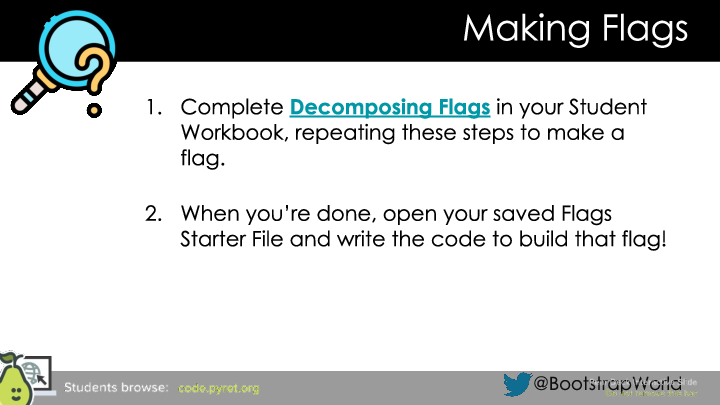 Making Flags
1. Complete Decomposing Flags in your Student
Workbook, repeating these steps to make a
flag.
2. When you're done, open your saved Flags
Starter File and write the code to build that flag!
Students browse: code.pyret.org
@BootstrapWorld